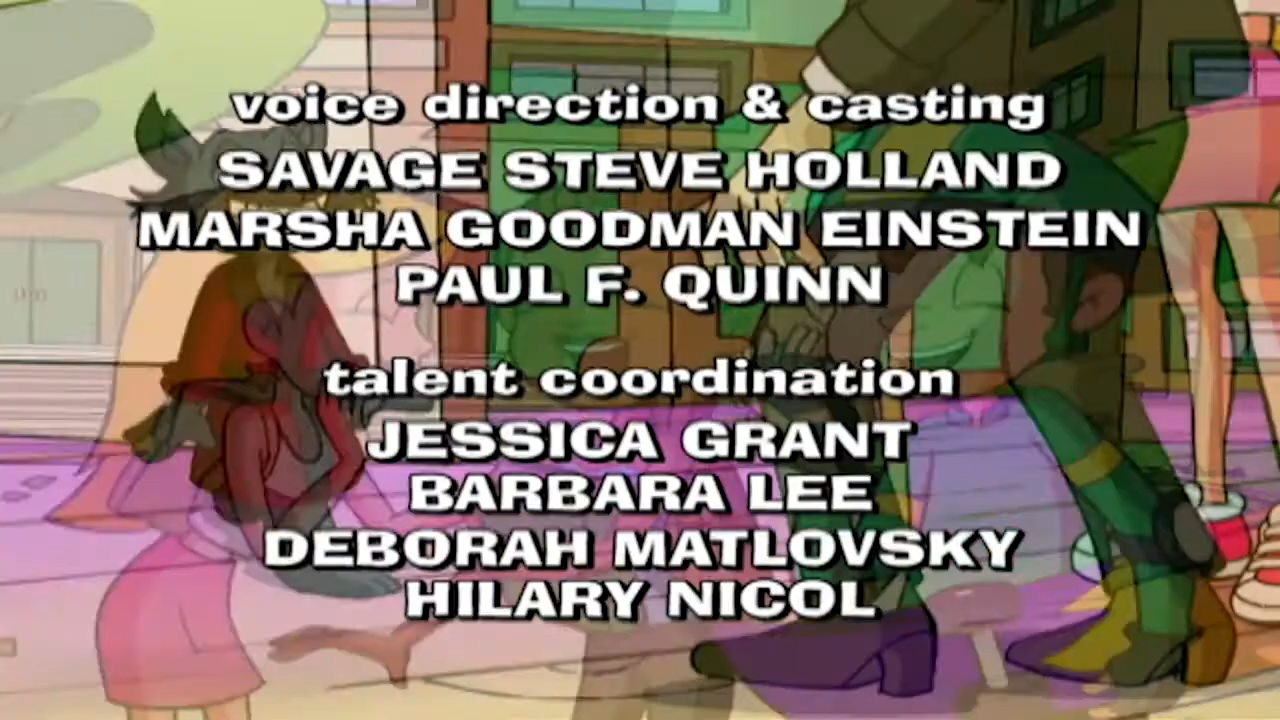 voice direction & casting
SAVAGE STEVE HOLLAND
MARSHA GOODMAN EINSTEIN
PAUL F. QUINN
talent coordination
JESSICA GRANT
BARBARA LEE
DEBORAH MATLOVSKY
HILARY NICOL